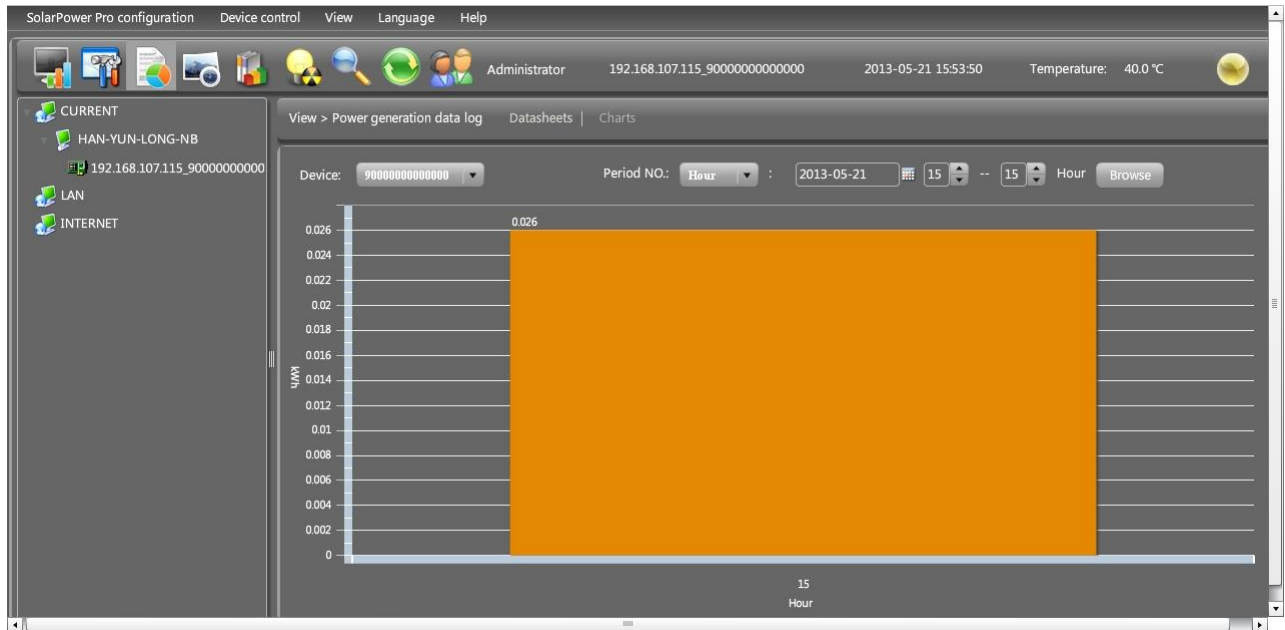 SolarPower Pro configuration Device control View Language Help
Administrator 192.168.107.115_90000000000000 2013-05-21 15:53:50 Temperature: 40.0 ℃
CURRENT
HAN-YUN-LONG-NB
192.168.107.115_90000000000
LAN
INTERNET
View > Power generation data log Datasheets | Charts
Device: 90000000000000 Period NO.: Hour : 2013-05-21 15 -- 15 Hour Browse
0.026
0.026
0.024
0.022
0.02
0.018
0.016
0.014
0.012
0.01
0.008
0.006
0.004
0.002
0
kWh
15
Hour